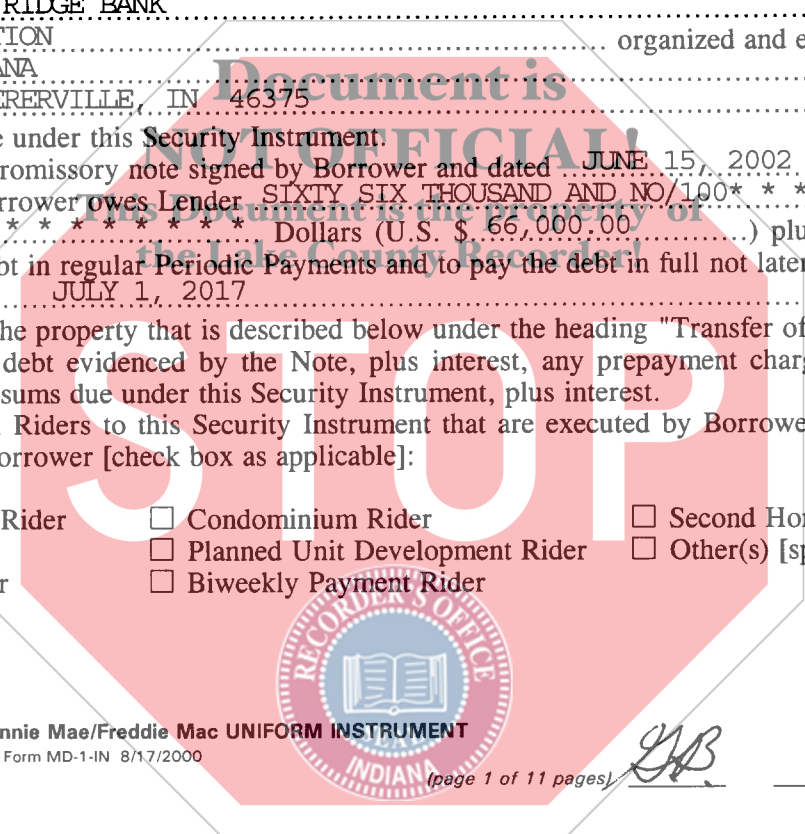 RIDGE BANK
TION organized and e
ANA
ERERVILLE, IN 46375
e under this Security Instrument.
romissory note signed by Borrower and dated JUNE 15, 2002
rrower owes Lender SIXTY SIX THOUSAND AND NO/100* * * *
* * * * * * * * Dollars (U.S. $ 66,000.00 ) plu
bt in regular Periodic Payments and to pay the debt in full not later
JULY 1, 2017
he property that is described below under the heading "Transfer of
debt evidenced by the Note, plus interest, any prepayment charg
sums due under this Security Instrument, plus interest.
Riders to this Security Instrument that are executed by Borrowe
orrower [check box as applicable]:
Rider ☐ Condominium Rider ☐ Second Hom
☐ Planned Unit Development Rider ☐ Other(s) [sp
r ☐ Biweekly Payment Rider
nnie Mae/Freddie Mac UNIFORM INSTRUMENT
Form MD-1-IN 8/17/2000
(page 1 of 11 pages)
Document is
NOT OFFICIAL!
This Document is the property of
the Lake County Recorder!
STOP
RECORDER'S OFFICE
SEAL
INDIANA